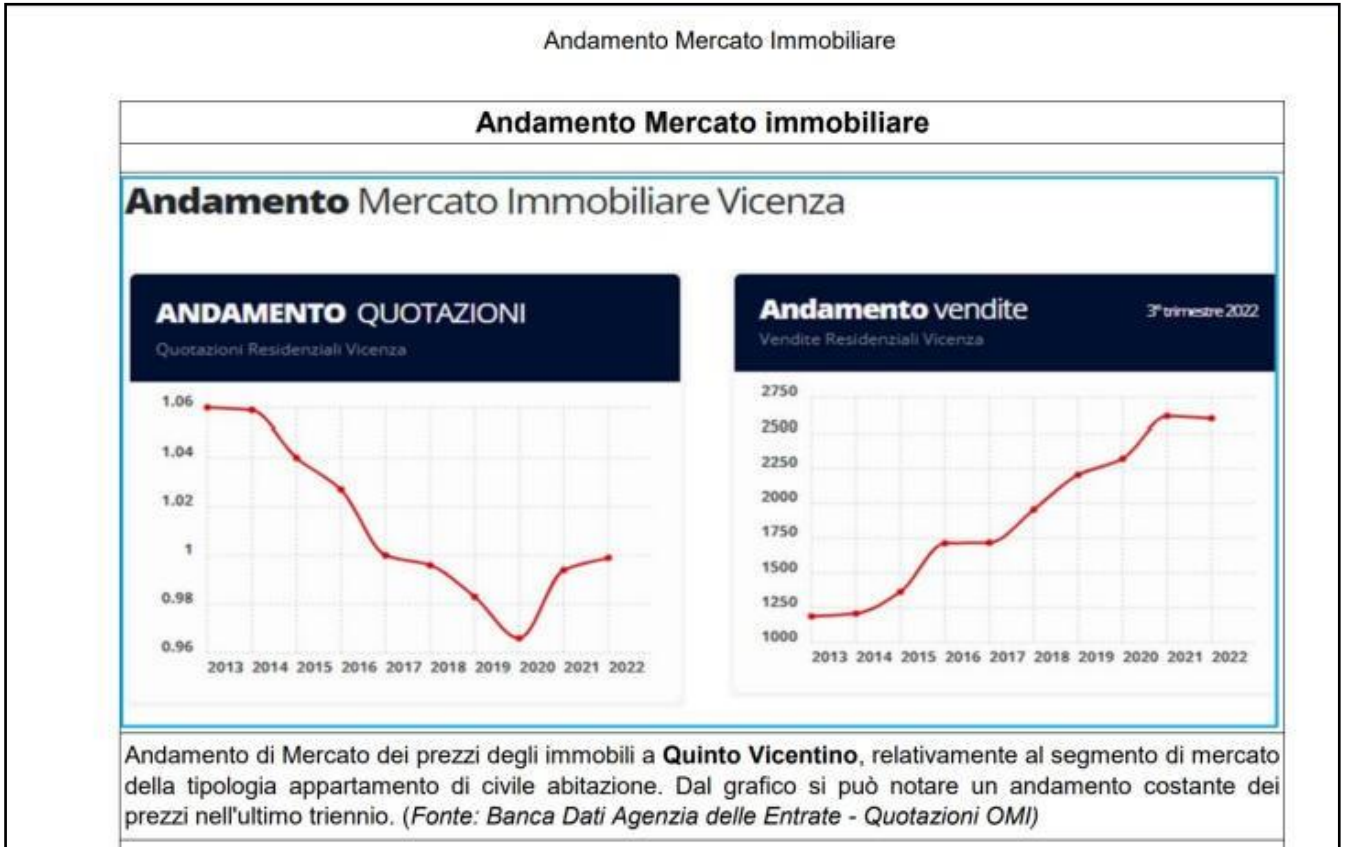 Andamento Mercato Immobiliare
Andamento Mercato immobiliare
Andamento Mercato Immobiliare Vicenza
ANDAMENTO QUOTAZIONI
Quotazioni Residenziali Vicenza
1.06
1.04
1.02
1
0.98
0.96
2013 2014 2015 2016 2017 2018 2019 2020 2021 2022
Andamento vendite
3° trimestre 2022
Vendite Residenziali Vicenza
2750
2500
2250
2000
1750
1500
1250
1000
2013 2014 2015 2016 2017 2018 2019 2020 2021 2022
Andamento di Mercato dei prezzi degli immobili a Quinto Vicentino, relativamente al segmento di mercato
della tipologia appartamento di civile abitazione. Dal grafico si può notare un andamento costante dei
prezzi nell'ultimo triennio. (Fonte: Banca Dati Agenzia delle Entrate - Quotazioni OMI)